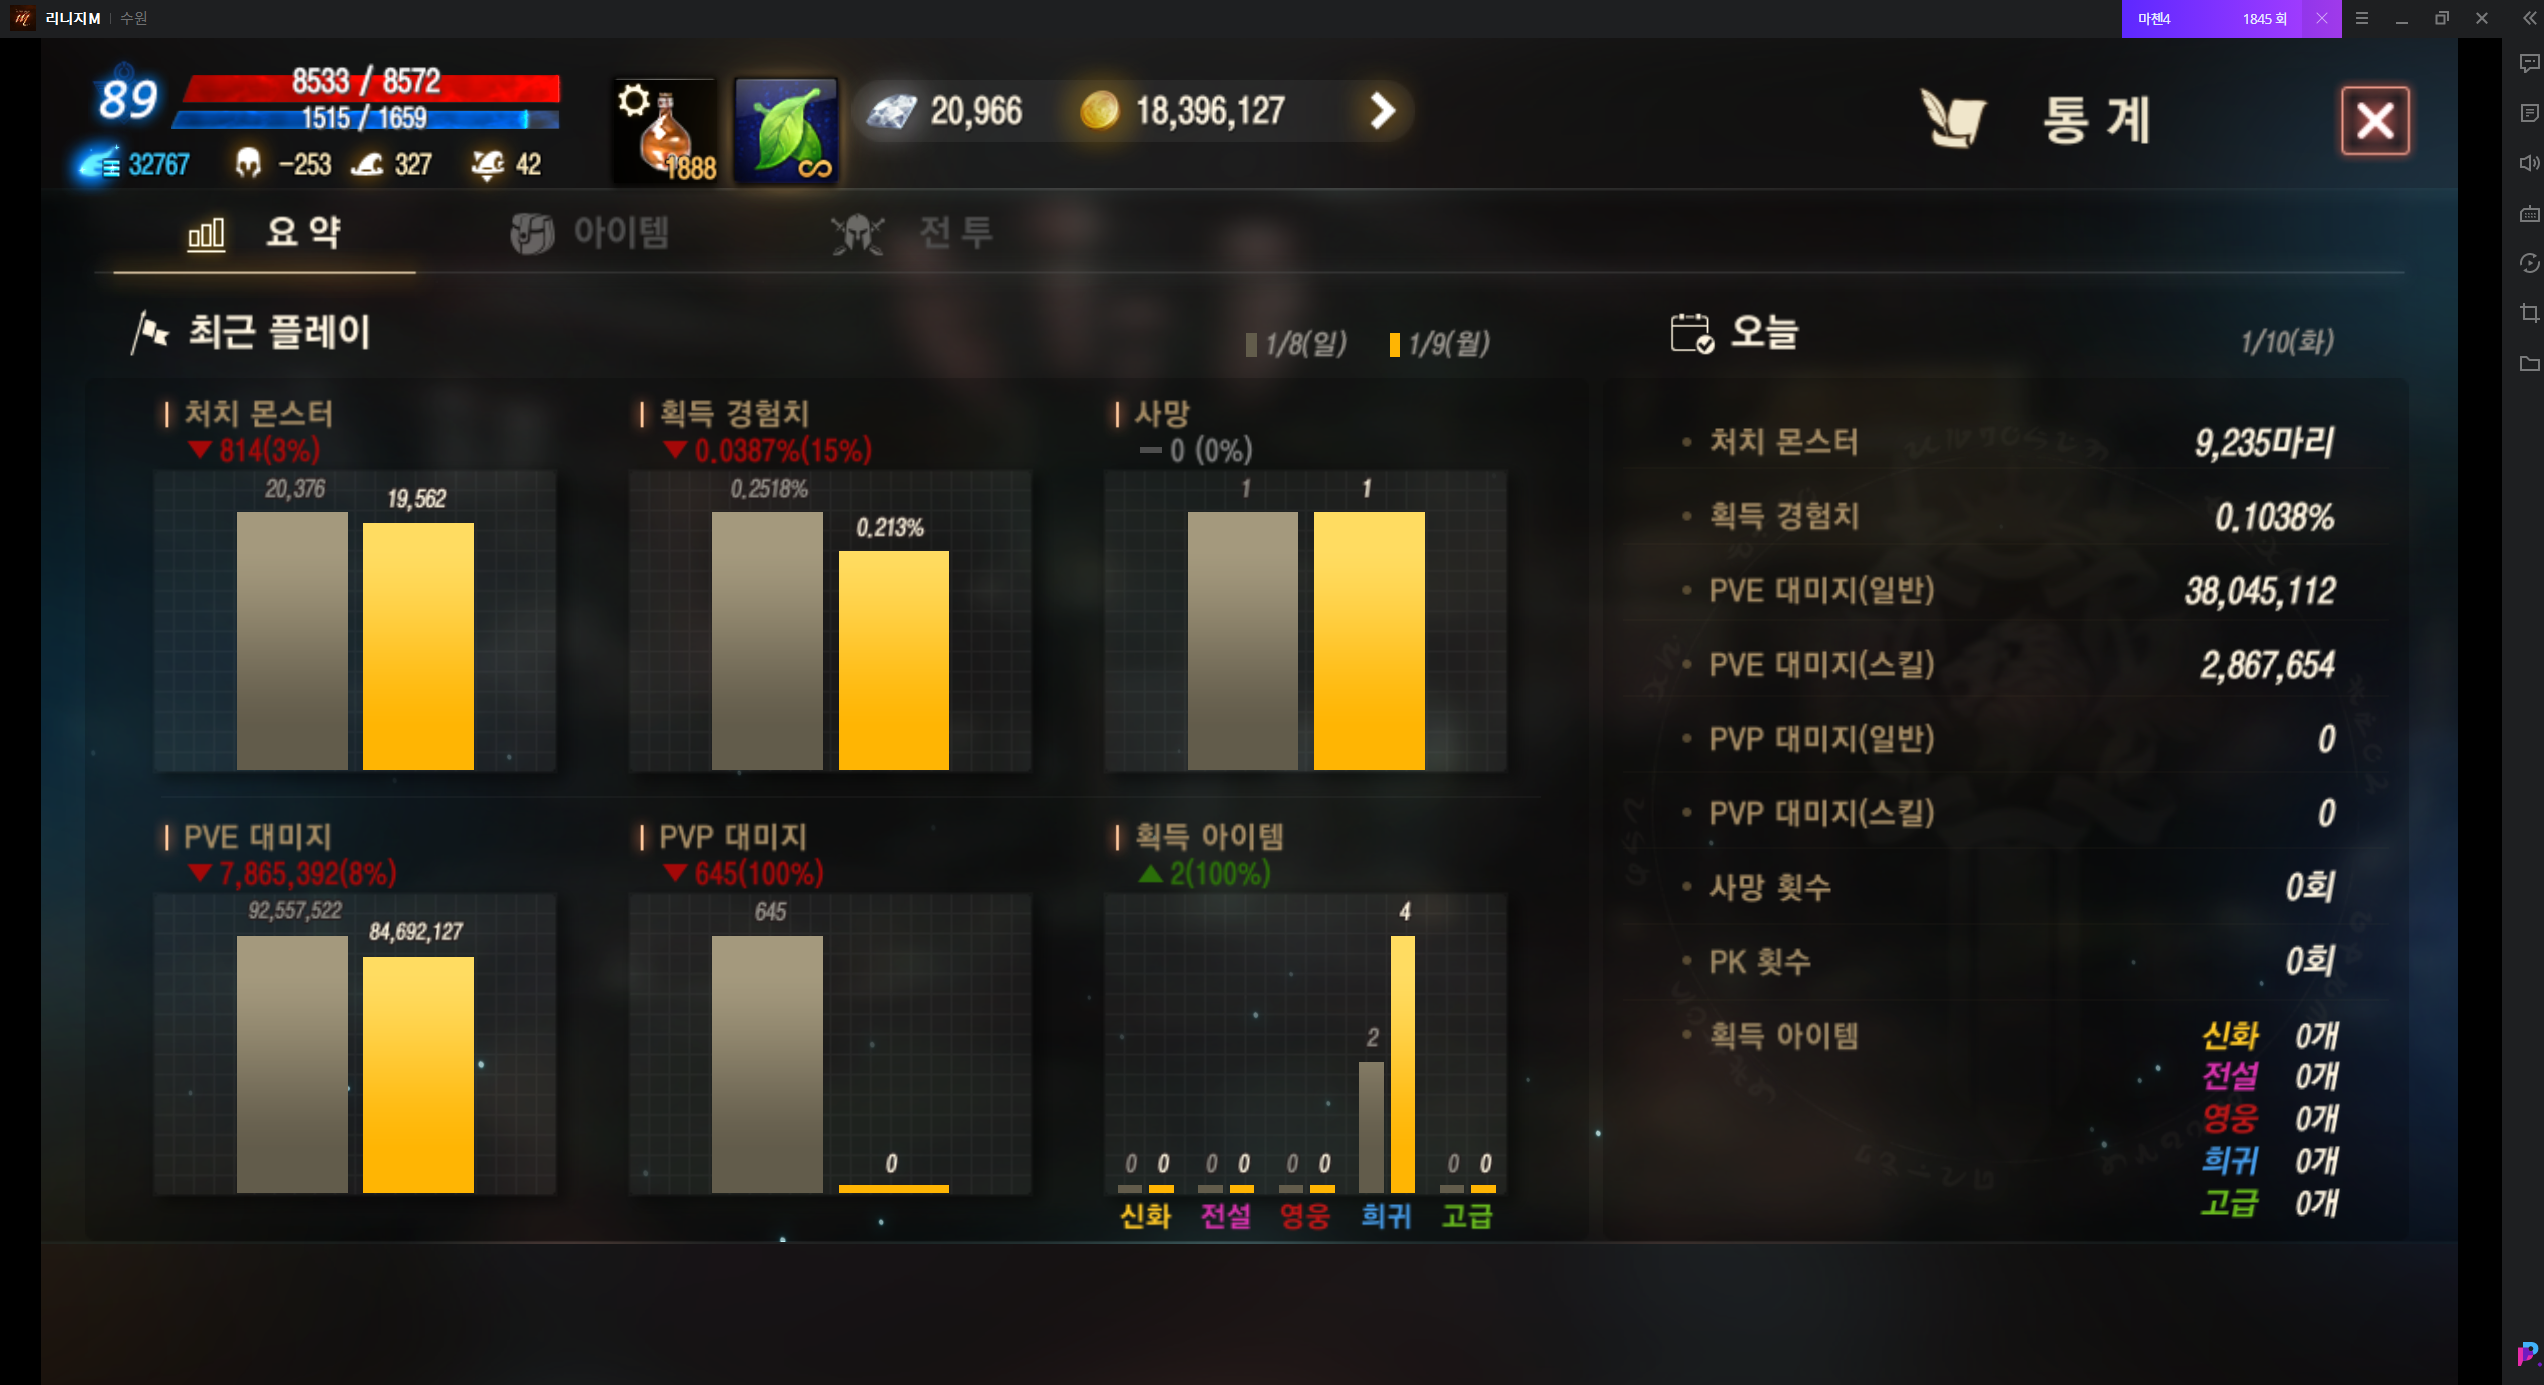 리니지M 수원
마첸4 1845 회
89
8533 / 8572
1515 / 1659
32767 -253 327 42
1888
20,966 18,396,127
통 계
요 약 아이템 전 투
최근 플레이
1/8(일) 1/9(월)
처치 몬스터
814(3%)
20,376 19,562
획득 경험치
0.0387%(15%)
0.2518% 0.213%
사망
0 (0%)
1 1
PVE 대미지
7,865,392(8%)
92,557,522 84,692,127
PVP 대미지
645(100%)
645 0
획득 아이템
2(100%)
0 0 0 0 0 0 2 4 0 0
신화 전설 영웅 희귀 고급
오늘 1/10(화)
처치 몬스터 9,235마리
획득 경험치 0.1038%
PVE 대미지(일반) 38,045,112
PVE 대미지(스킬) 2,867,654
PVP 대미지(일반) 0
PVP 대미지(스킬) 0
사망 횟수 0회
PK 횟수 0회
획득 아이템 신화 0개
전설 0개
영웅 0개
희귀 0개
고급 0개